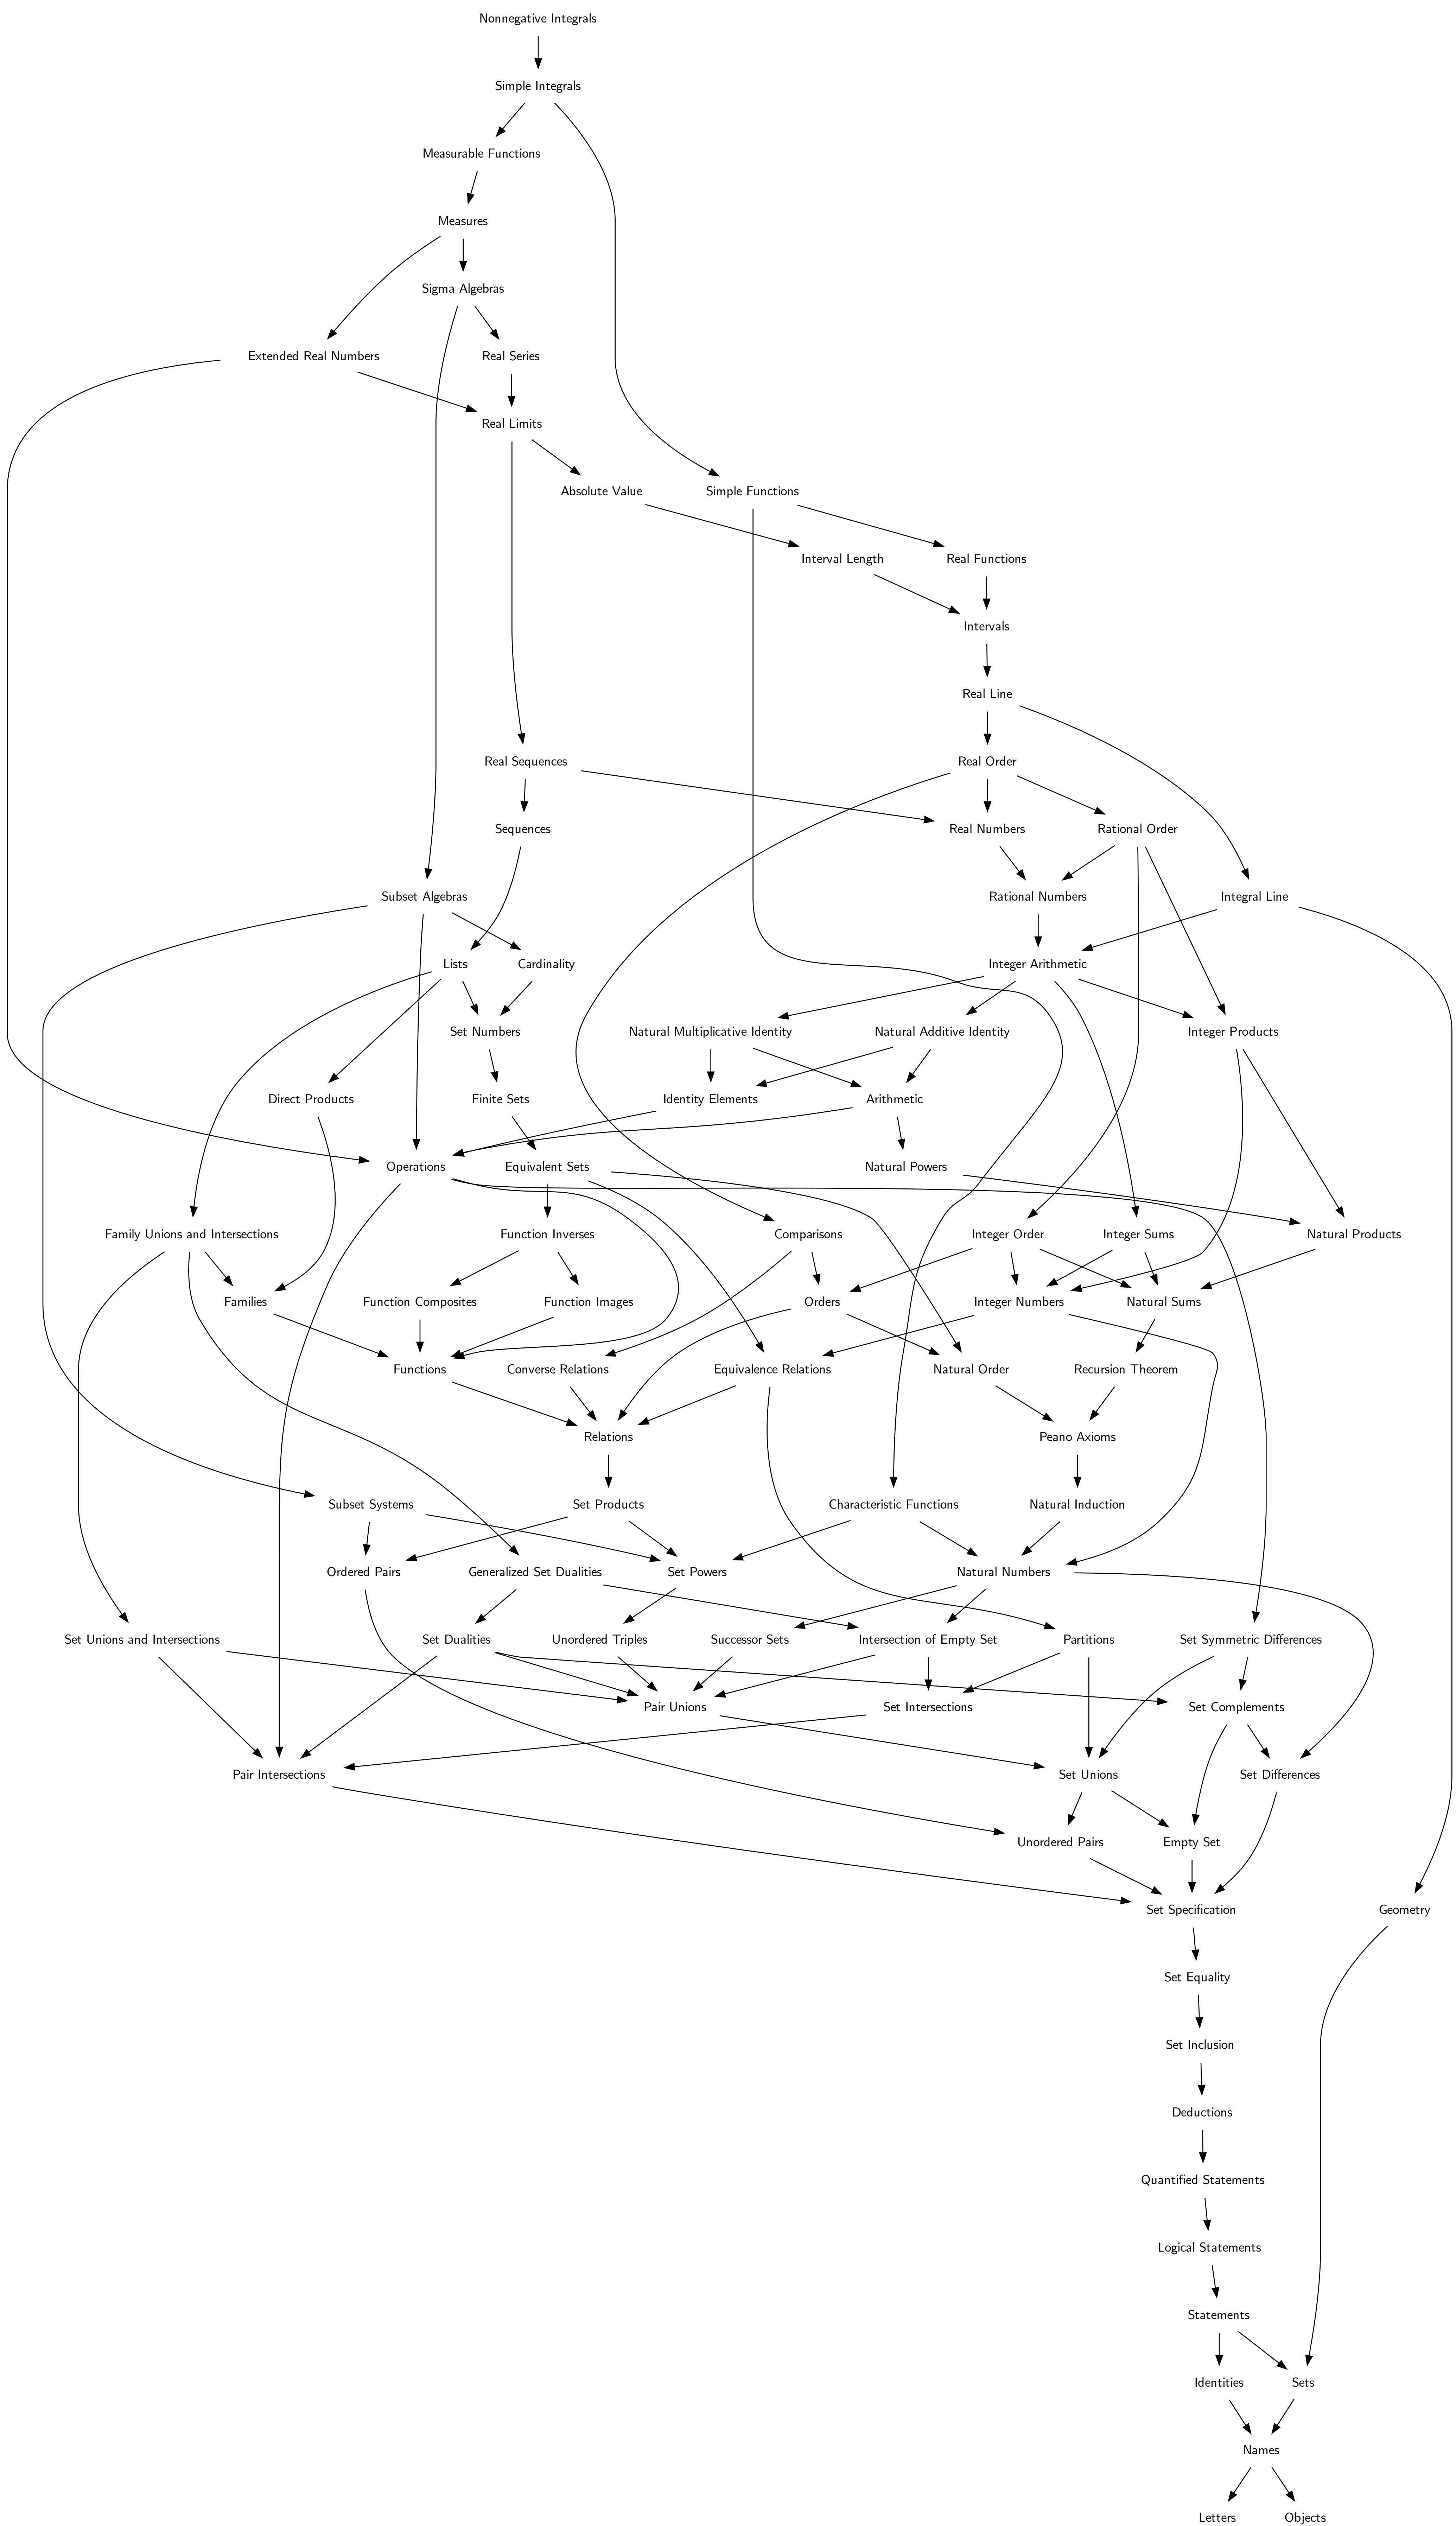 Nonnegative Integrals
Simple Integrals
Measurable Functions
Measures
Sigma Algebras
Extended Real Numbers
Real Series
Real Limits
Absolute Value
Simple Functions
Interval Length
Real Functions
Intervals
Real Line
Real Sequences
Real Order
Sequences
Real Numbers
Rational Order
Subset Algebras
Rational Numbers
Integral Line
Lists
Cardinality
Integer Arithmetic
Set Numbers
Natural Multiplicative Identity
Natural Additive Identity
Integer Products
Direct Products
Finite Sets
Identity Elements
Arithmetic
Operations
Equivalent Sets
Natural Powers
Family Unions and Intersections
Function Inverses
Comparisons
Integer Order
Integer Sums
Natural Products
Families
Function Composites
Function Images
Orders
Integer Numbers
Natural Sums
Functions
Converse Relations
Equivalence Relations
Natural Order
Recursion Theorem
Relations
Peano Axioms
Subset Systems
Set Products
Characteristic Functions
Natural Induction
Ordered Pairs
Generalized Set Dualities
Set Powers
Natural Numbers
Set Unions and Intersections
Set Dualities
Unordered Triples
Successor Sets
Intersection of Empty Set
Partitions
Set Symmetric Differences
Pair Unions
Set Intersections
Set Complements
Pair Intersections
Set Unions
Set Differences
Unordered Pairs
Empty Set
Set Specification
Geometry
Set Equality
Set Inclusion
Deductions
Quantified Statements
Logical Statements
Statements
Identities
Sets
Names
Letters
Objects